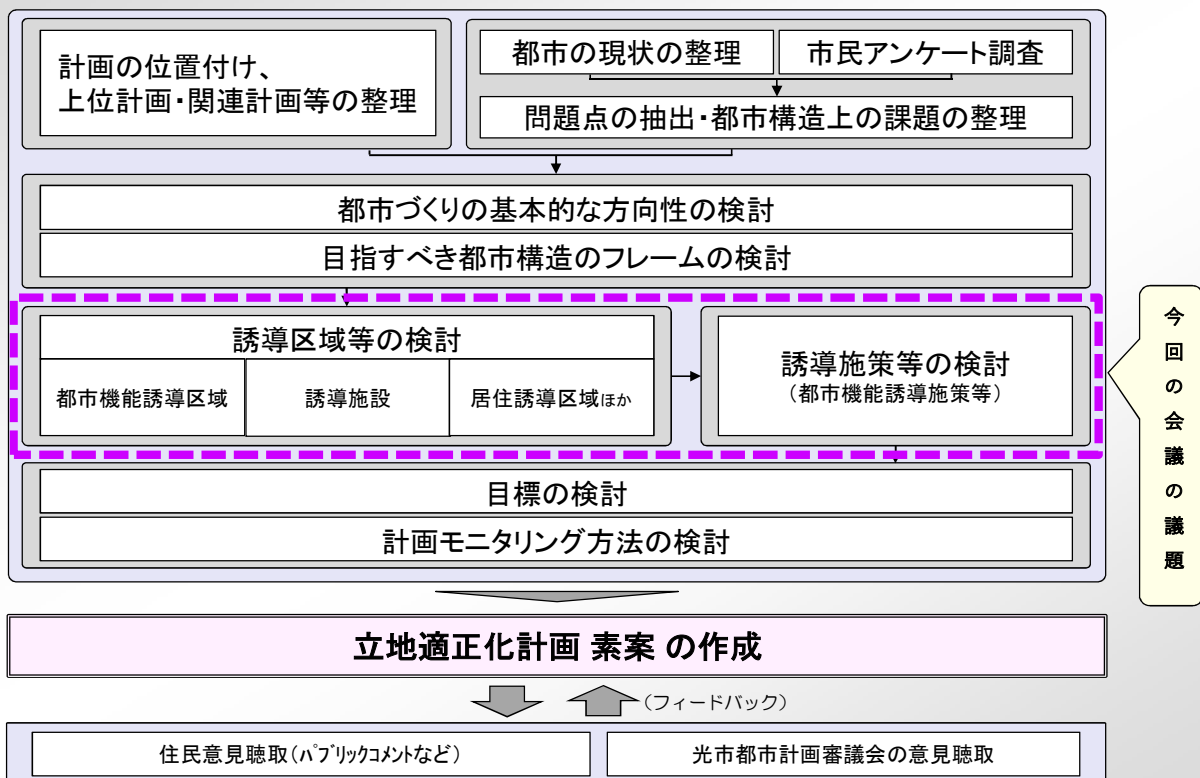 計画の位置付け、
上位計画・関連計画等の整理
都市の現状の整理
市民アンケート調査
問題点の抽出・都市構造上の課題の整理
都市づくりの基本的な方向性の検討
目指すべき都市構造のフレームの検討
誘導区域等の検討
都市機能誘導区域
誘導施設
居住誘導区域ほか
誘導施策等の検討
(都市機能誘導施策等)
今回の会議の議題
目標の検討
計画モニタリング方法の検討
立地適正化計画 素案 の作成
(フィードバック)
住民意見聴取(パブリックコメントなど)
光市都市計画審議会の意見聴取